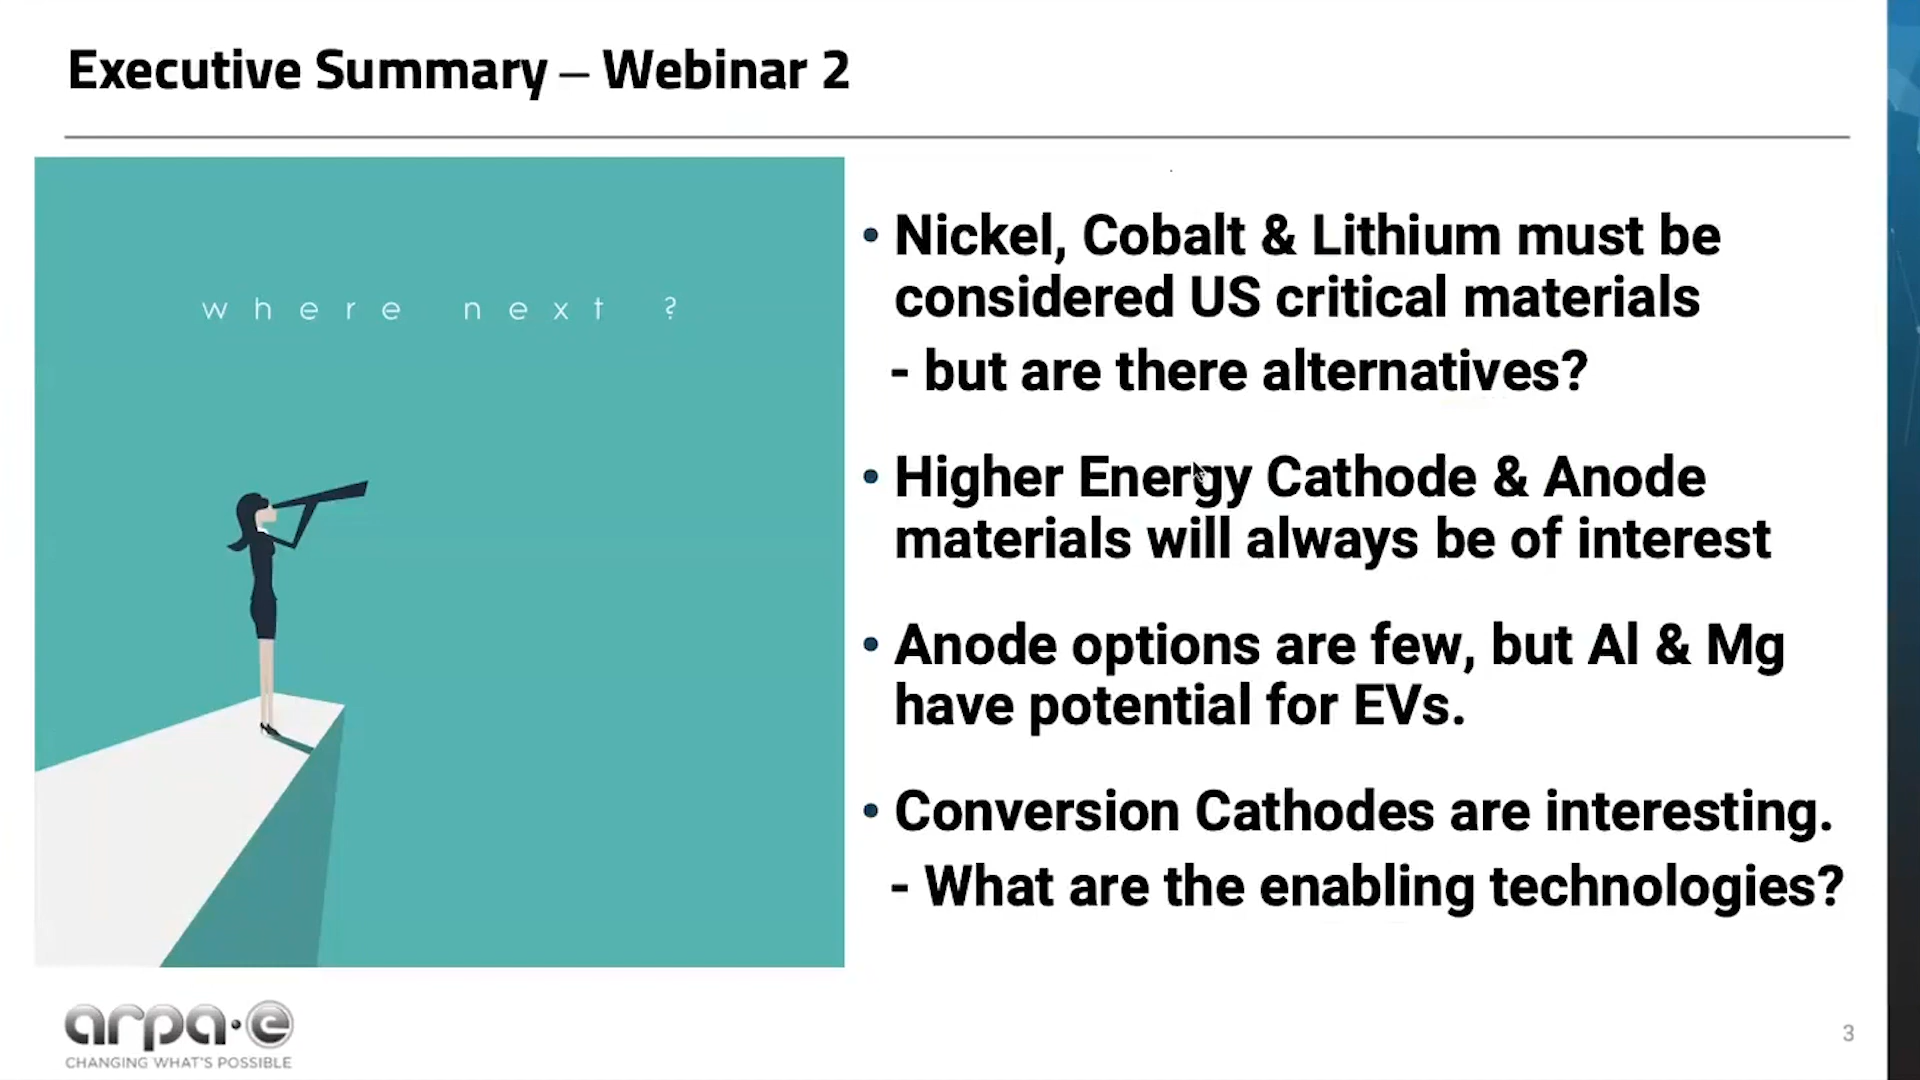 Executive Summary – Webinar 2
where next ?
• Nickel, Cobalt & Lithium must be
considered US critical materials
- but are there alternatives?
• Higher Energy Cathode & Anode
materials will always be of interest
• Anode options are few, but Al & Mg
have potential for EVs.
• Conversion Cathodes are interesting.
- What are the enabling technologies?
arpa·e
CHANGING WHAT'S POSSIBLE
3